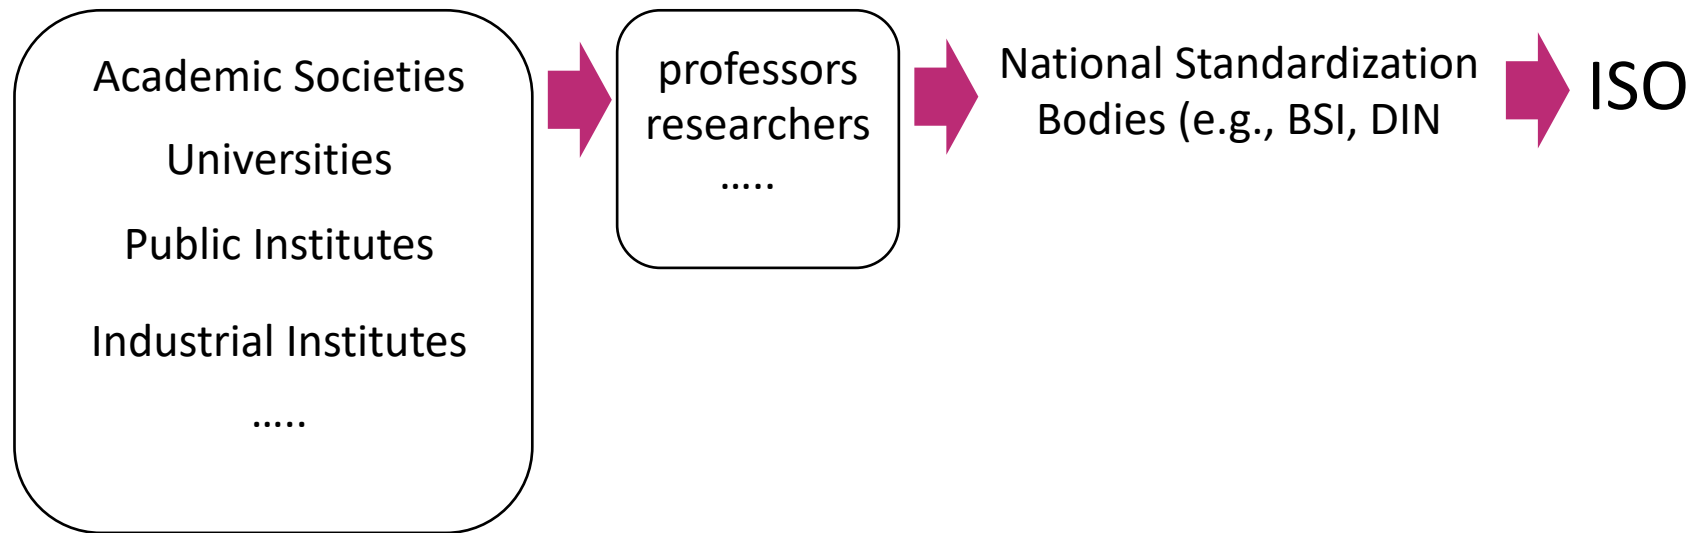 Academic Societies
Universities
Public Institutes
Industrial Institutes
.....
professors
researchers
.....
National Standardization
Bodies (e.g., BSI, DIN
ISO